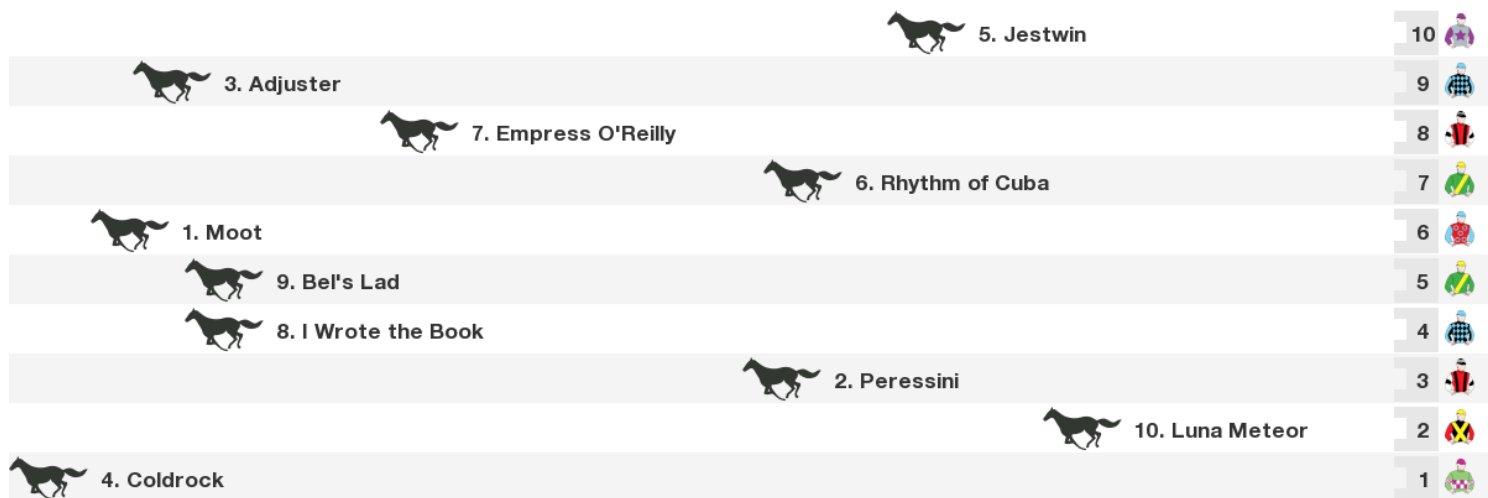 5. Jestwin 10
3. Adjuster 9
7. Empress O'Reilly 8
6. Rhythm of Cuba 7
1. Moot 6
9. Bel's Lad 5
8. I Wrote the Book 4
2. Peressini 3
10. Luna Meteor 2
4. Coldrock 1